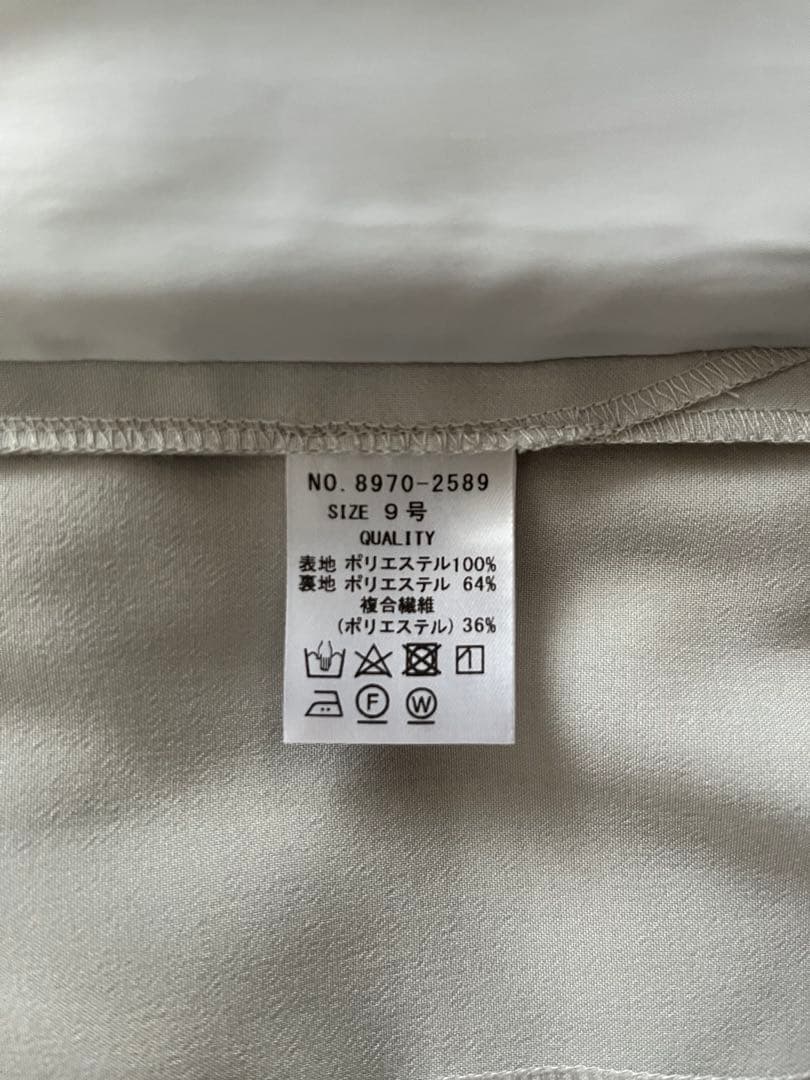 NO. 8970-2589
SIZE 9号
QUALITY
表地 ポリエステル100%
裏地 ポリエステル 64%
複合繊維
(ポリエステル) 36%
F W